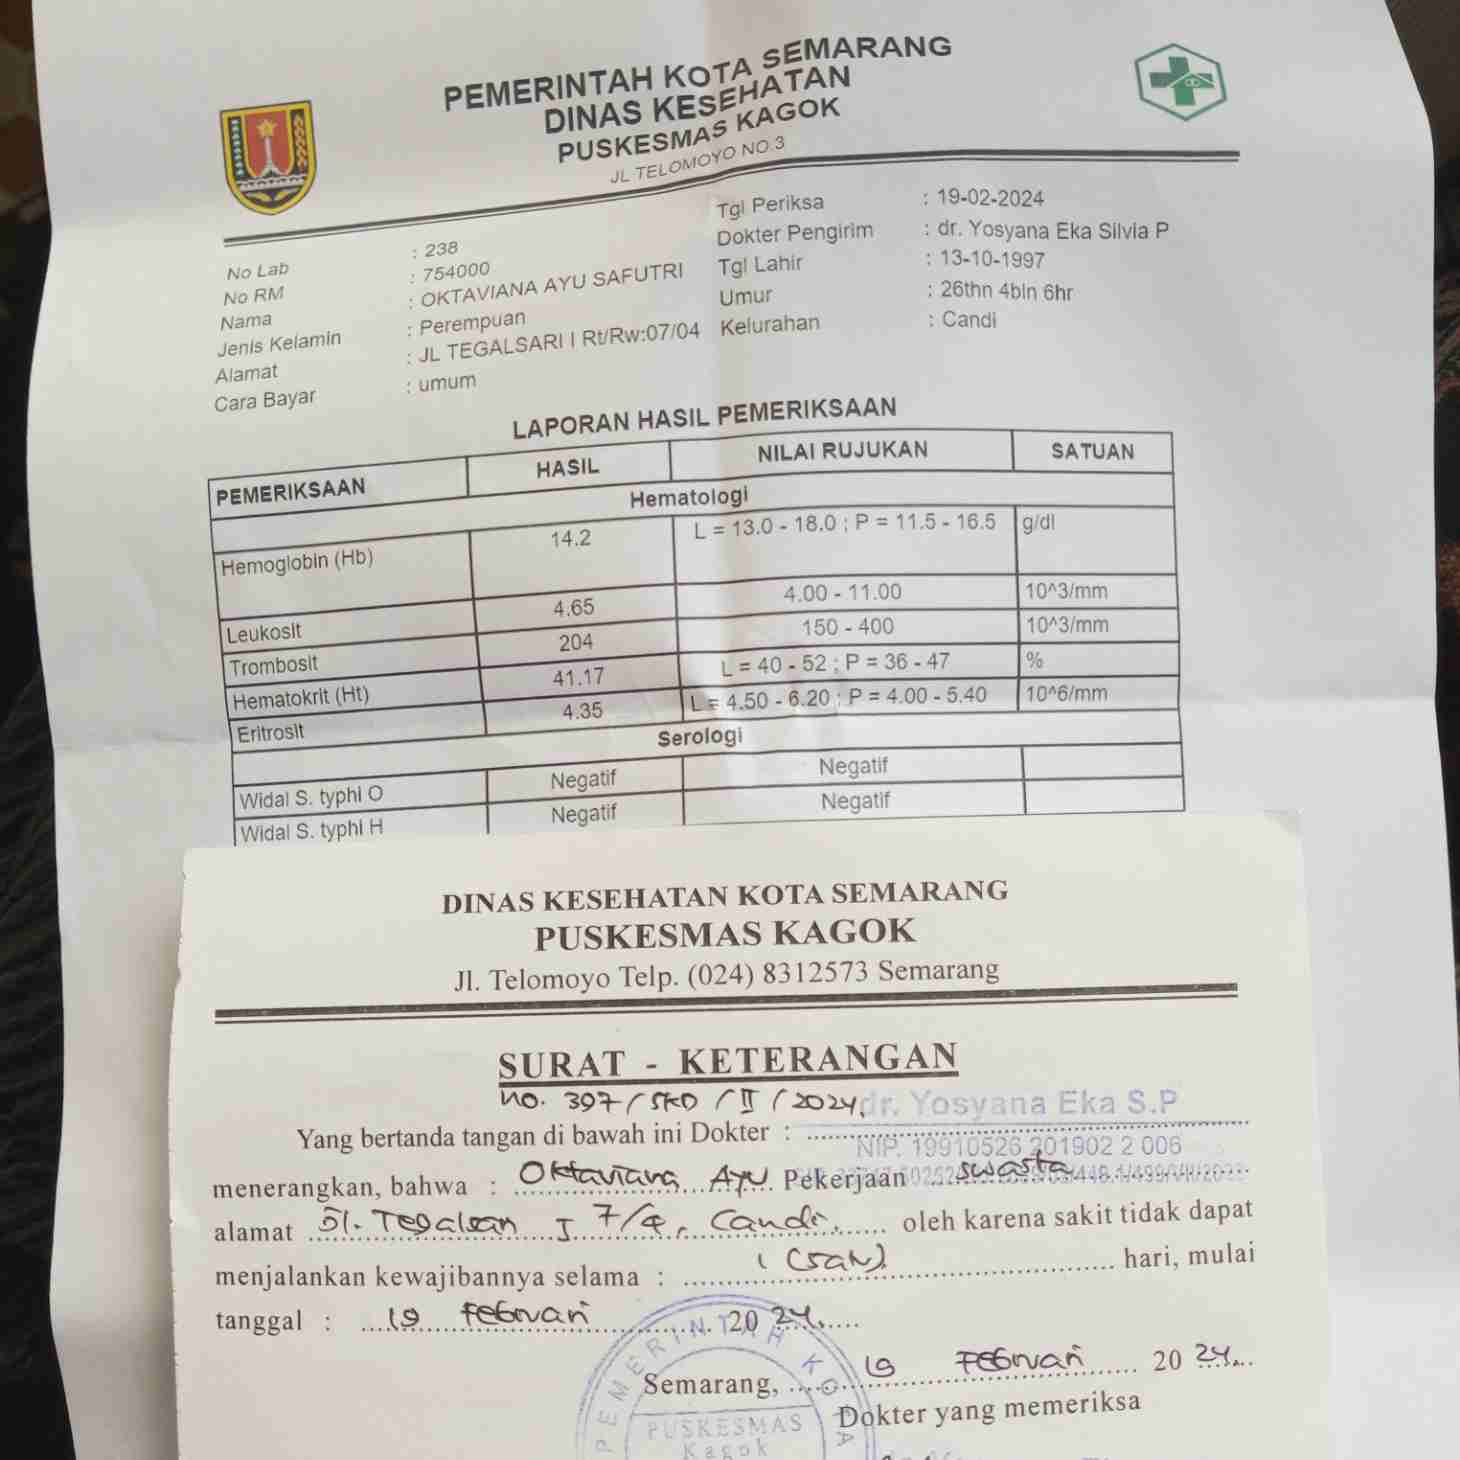 PEMERINTAH KOTA SEMARANG
DINAS KESEHATAN
PUSKESMAS KAGOK
JL TELOMOYO NO.3
No Lab : 238
No RM : 754000
Nama : OKTAVIANA AYU SAFUTRI
Jenis Kelamin : Perempuan
Alamat : JL TEGALSARI I Rt/Rw:07/04
Cara Bayar : umum
Tgl Periksa : 19-02-2024
Dokter Pengirim : dr. Yosyana Eka Silvia P
Tgl Lahir : 13-10-1997
Umur : 26thn 4bln 6hr
Kelurahan : Candi
LAPORAN HASIL PEMERIKSAAN
PEMERIKSAAN HASIL NILAI RUJUKAN SATUAN
Hematologi
Hemoglobin (Hb) 14.2 L = 13.0 - 18.0 ; P = 11.5 - 16.5 g/dl
Leukosit 4.65 4.00 - 11.00 10^3/mm
Trombosit 204 150 - 400 10^3/mm
Hematokrit (Ht) 41.17 L = 40 - 52 ; P = 36 - 47 %
Eritrosit 4.35 L = 4.50 - 6.20 ; P = 4.00 - 5.40 10^6/mm
Serologi
Widal S. typhi O Negatif Negatif
Widal S. typhi H Negatif Negatif
DINAS KESEHATAN KOTA SEMARANG
PUSKESMAS KAGOK
Jl. Telomoyo Telp. (024) 8312573 Semarang
SURAT - KETERANGAN
no. 397/SKD/II/2024.
Yang bertanda tangan di bawah ini Dokter : dr. Yosyana Eka S.P
NIP. 19910526 201902 2 006
menerangkan, bahwa : Oktaviana Ayu Pekerjaan swasta
alamat Jl. Tegalsari I 7/4, Candi. oleh karena sakit tidak dapat
menjalankan kewajibannya selama : 1 (satu) hari, mulai
tanggal : 19 Februari 2024.
Semarang, 19 Februari 2024.
Dokter yang memeriksa
PEMERINTAH KOTA
PUSKESMAS
Kagok